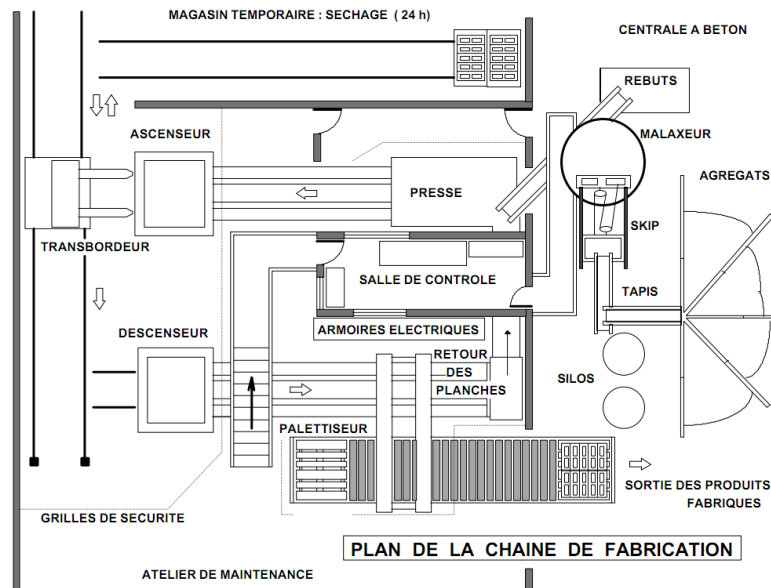 MAGASIN TEMPORAIRE : SECHAGE ( 24 h)
CENTRALE A BETON
REBUTS
ASCENSEUR
MALAXEUR
AGREGATS
PRESSE
TRANSBORDEUR
SKIP
SALLE DE CONTROLE
TAPIS
DESCENSEUR
ARMOIRES ELECTRIQUES
RETOUR
DES
PLANCHES
SILOS
PALETTISEUR
SORTIE DES PRODUITS
FABRIQUES
GRILLES DE SECURITE
PLAN DE LA CHAINE DE FABRICATION
ATELIER DE MAINTENANCE